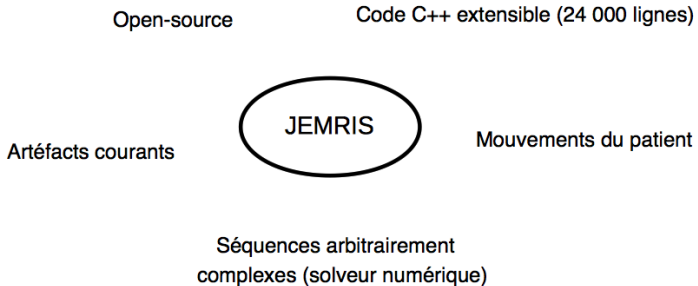 Open-source
Code C++ extensible (24 000 lignes)
JEMRIS
Artéfacts courants
Mouvements du patient
Séquences arbitrairement
complexes (solveur numérique)